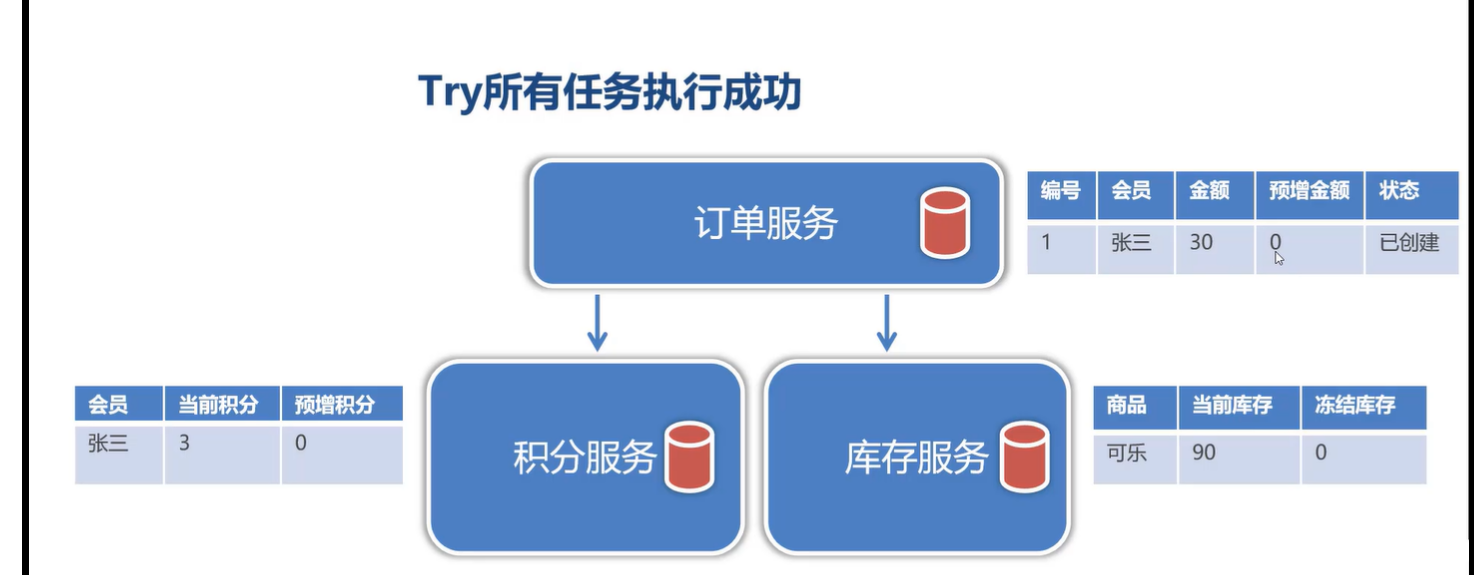 Try所有任务执行成功
订单服务
编号 会员 金额 预增金额 状态
1 张三 30 0 已创建
会员 当前积分 预增积分
张三 3 0
积分服务
库存服务
商品 当前库存 冻结库存
可乐 90 0